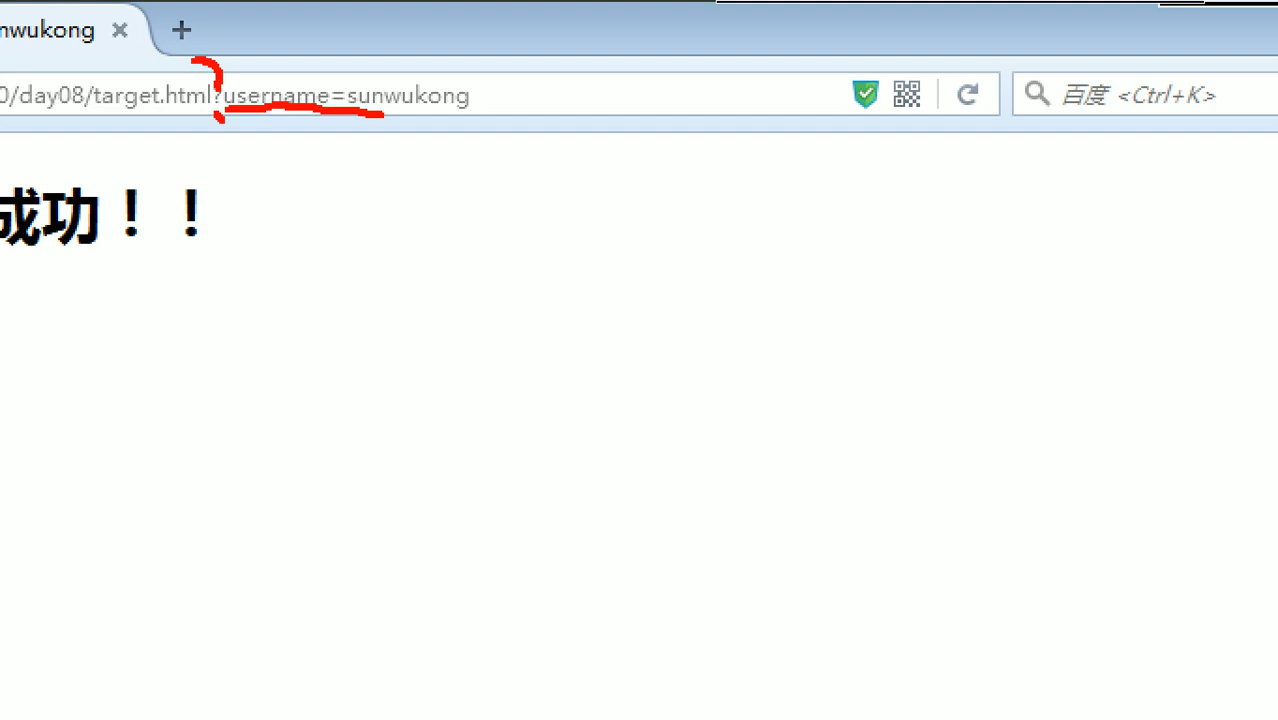 nwukong
0/day08/target.html?username=sunwukong
百度 <Ctrl+K>
成功！！